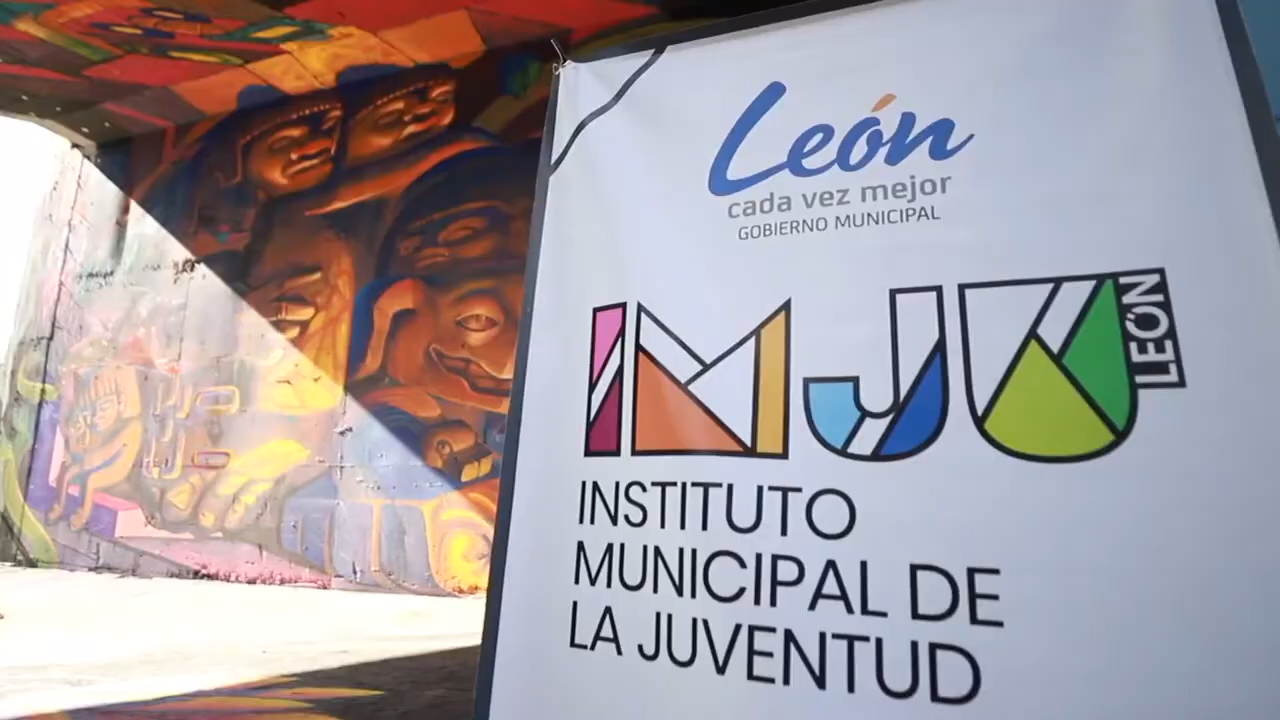 León
cada vez mejor
GOBIERNO MUNICIPAL
IMJU
LEÓN
INSTITUTO
MUNICIPAL DE
LA JUVENTUD